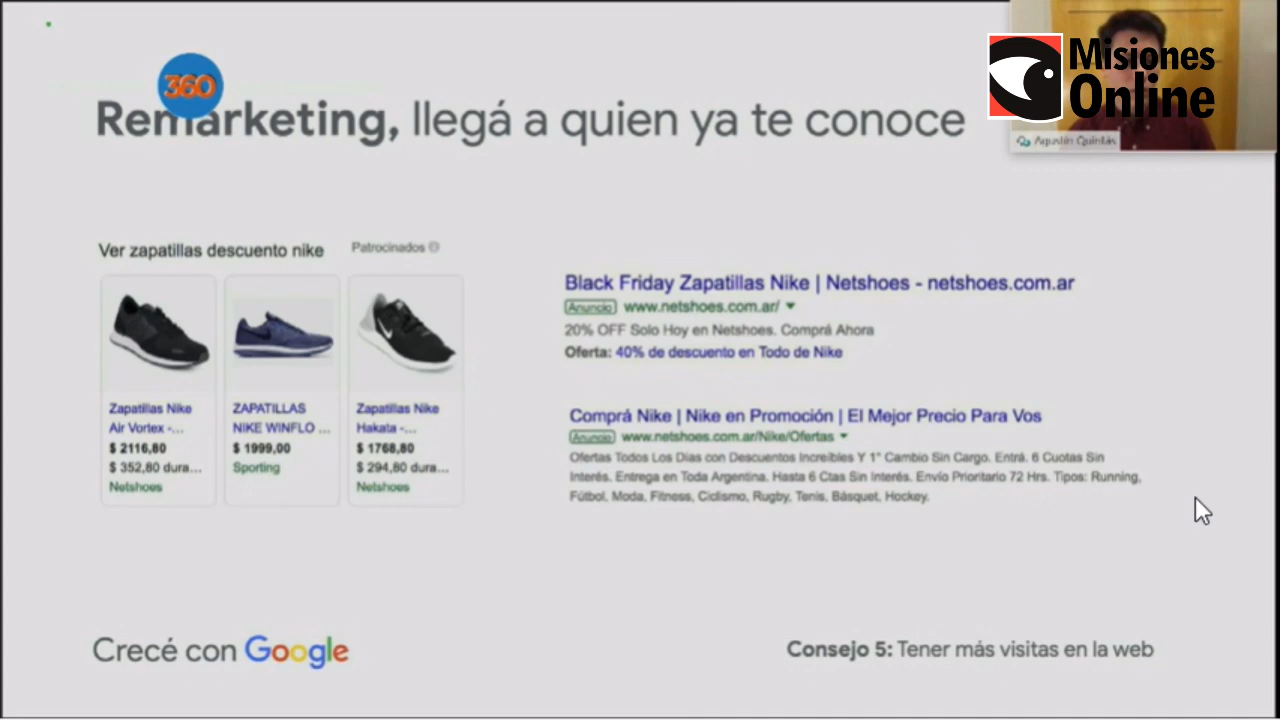 360
Remarketing, llegá a quien ya te conoce
Misiones
Online
Agustín Quintás
Ver zapatillas descuento nike
Patrocinados
Zapatillas Nike
Air Vortex -...
$ 2116,80
$ 352,80 dura...
Netshoes
ZAPATILLAS
NIKE WINFLO ...
$ 1999,00
Sporting
Zapatillas Nike
Hakata -...
$ 1768,80
$ 294,80 dura...
Netshoes
Black Friday Zapatillas Nike | Netshoes - netshoes.com.ar
Anuncio www.netshoes.com.ar/
20% OFF Solo Hoy en Netshoes. Comprá Ahora
Oferta: 40% de descuento en Todo de Nike
Comprá Nike | Nike en Promoción | El Mejor Precio Para Vos
Anuncio www.netshoes.com.ar/Nike/Ofertas
Ofertas Todos Los Días con Descuentos Increíbles Y 1° Cambio Sin Cargo. Entrá. 6 Cuotas Sin
Interés. Entrega en Toda Argentina. Hasta 6 Ctas Sin Interés. Envío Prioritario 72 Hrs. Tipos: Running,
Fútbol, Moda, Fitness, Ciclismo, Rugby, Tenis, Básquet, Hockey.
Crecé con Google
Consejo 5: Tener más visitas en la web